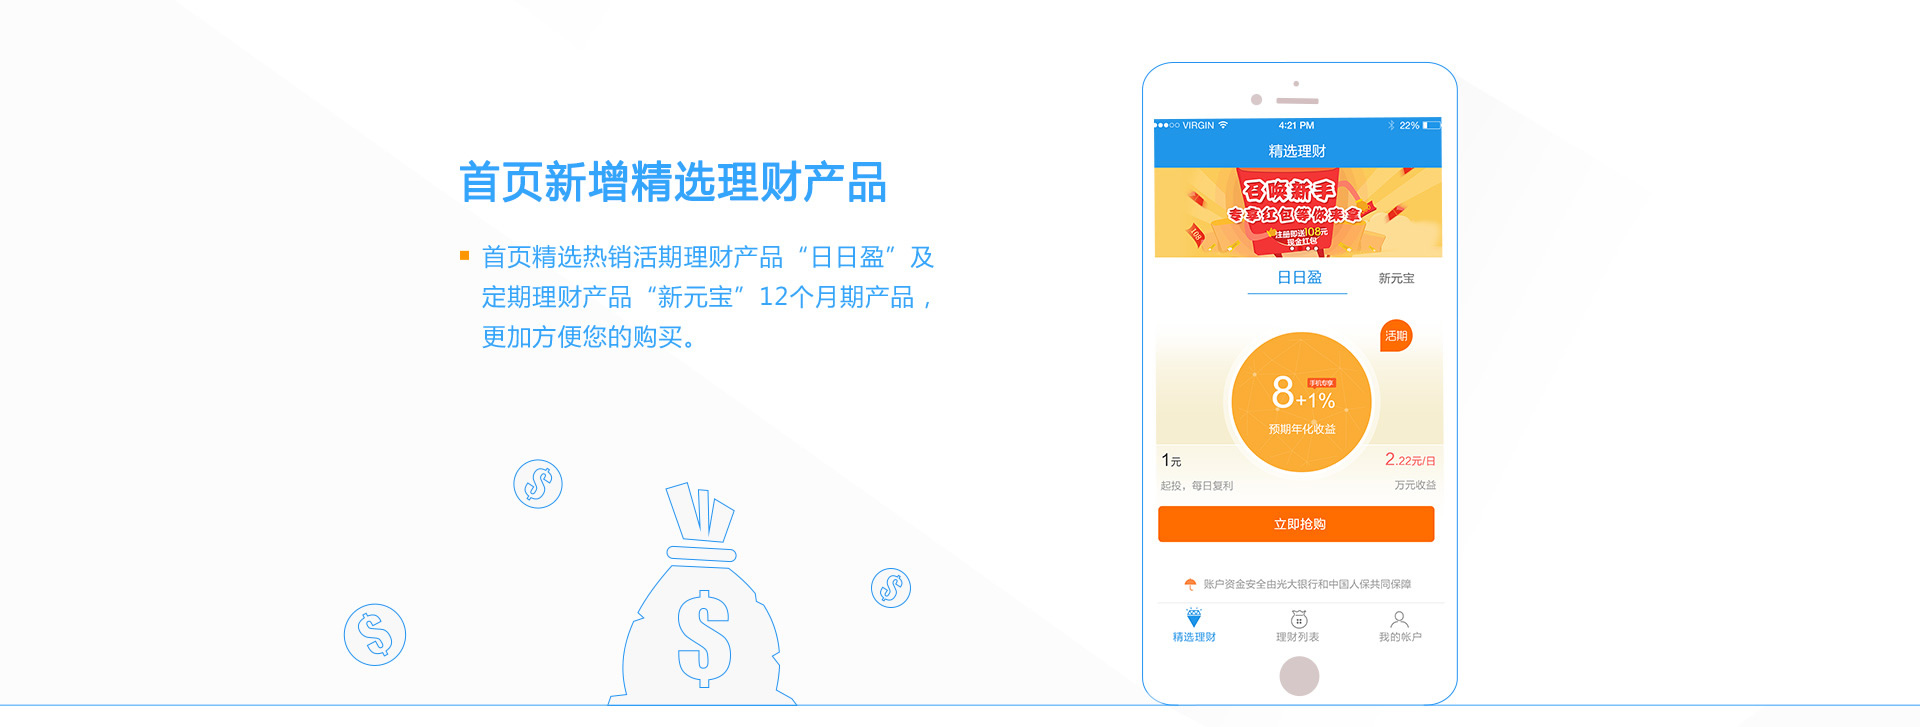 首页新增精选理财产品
首页精选热销活期理财产品“日日盈”及
定期理财产品“新元宝”12个月期产品，
更加方便您的购买。
VIRGIN 4:21 PM 22%
精选理财
召唤新手
专享红包等你来拿
注册即送108元
现金红包
108
日日盈 新元宝
活期
手机专享
8+1%
预期年化收益
1元 2.22元/日
起投，每日复利 万元收益
立即抢购
账户资金安全由光大银行和中国人保共同保障
精选理财 理财列表 我的帐户